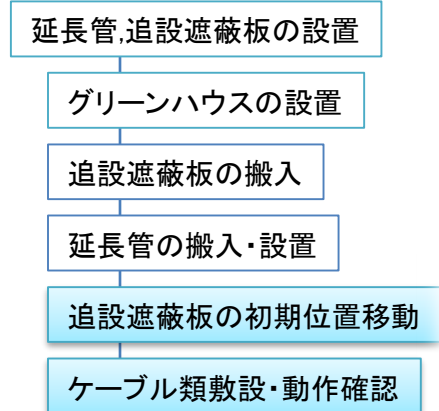 延長管,追設遮蔽板の設置
グリーンハウスの設置
追設遮蔽板の搬入
延長管の搬入・設置
追設遮蔽板の初期位置移動
ケーブル類敷設・動作確認